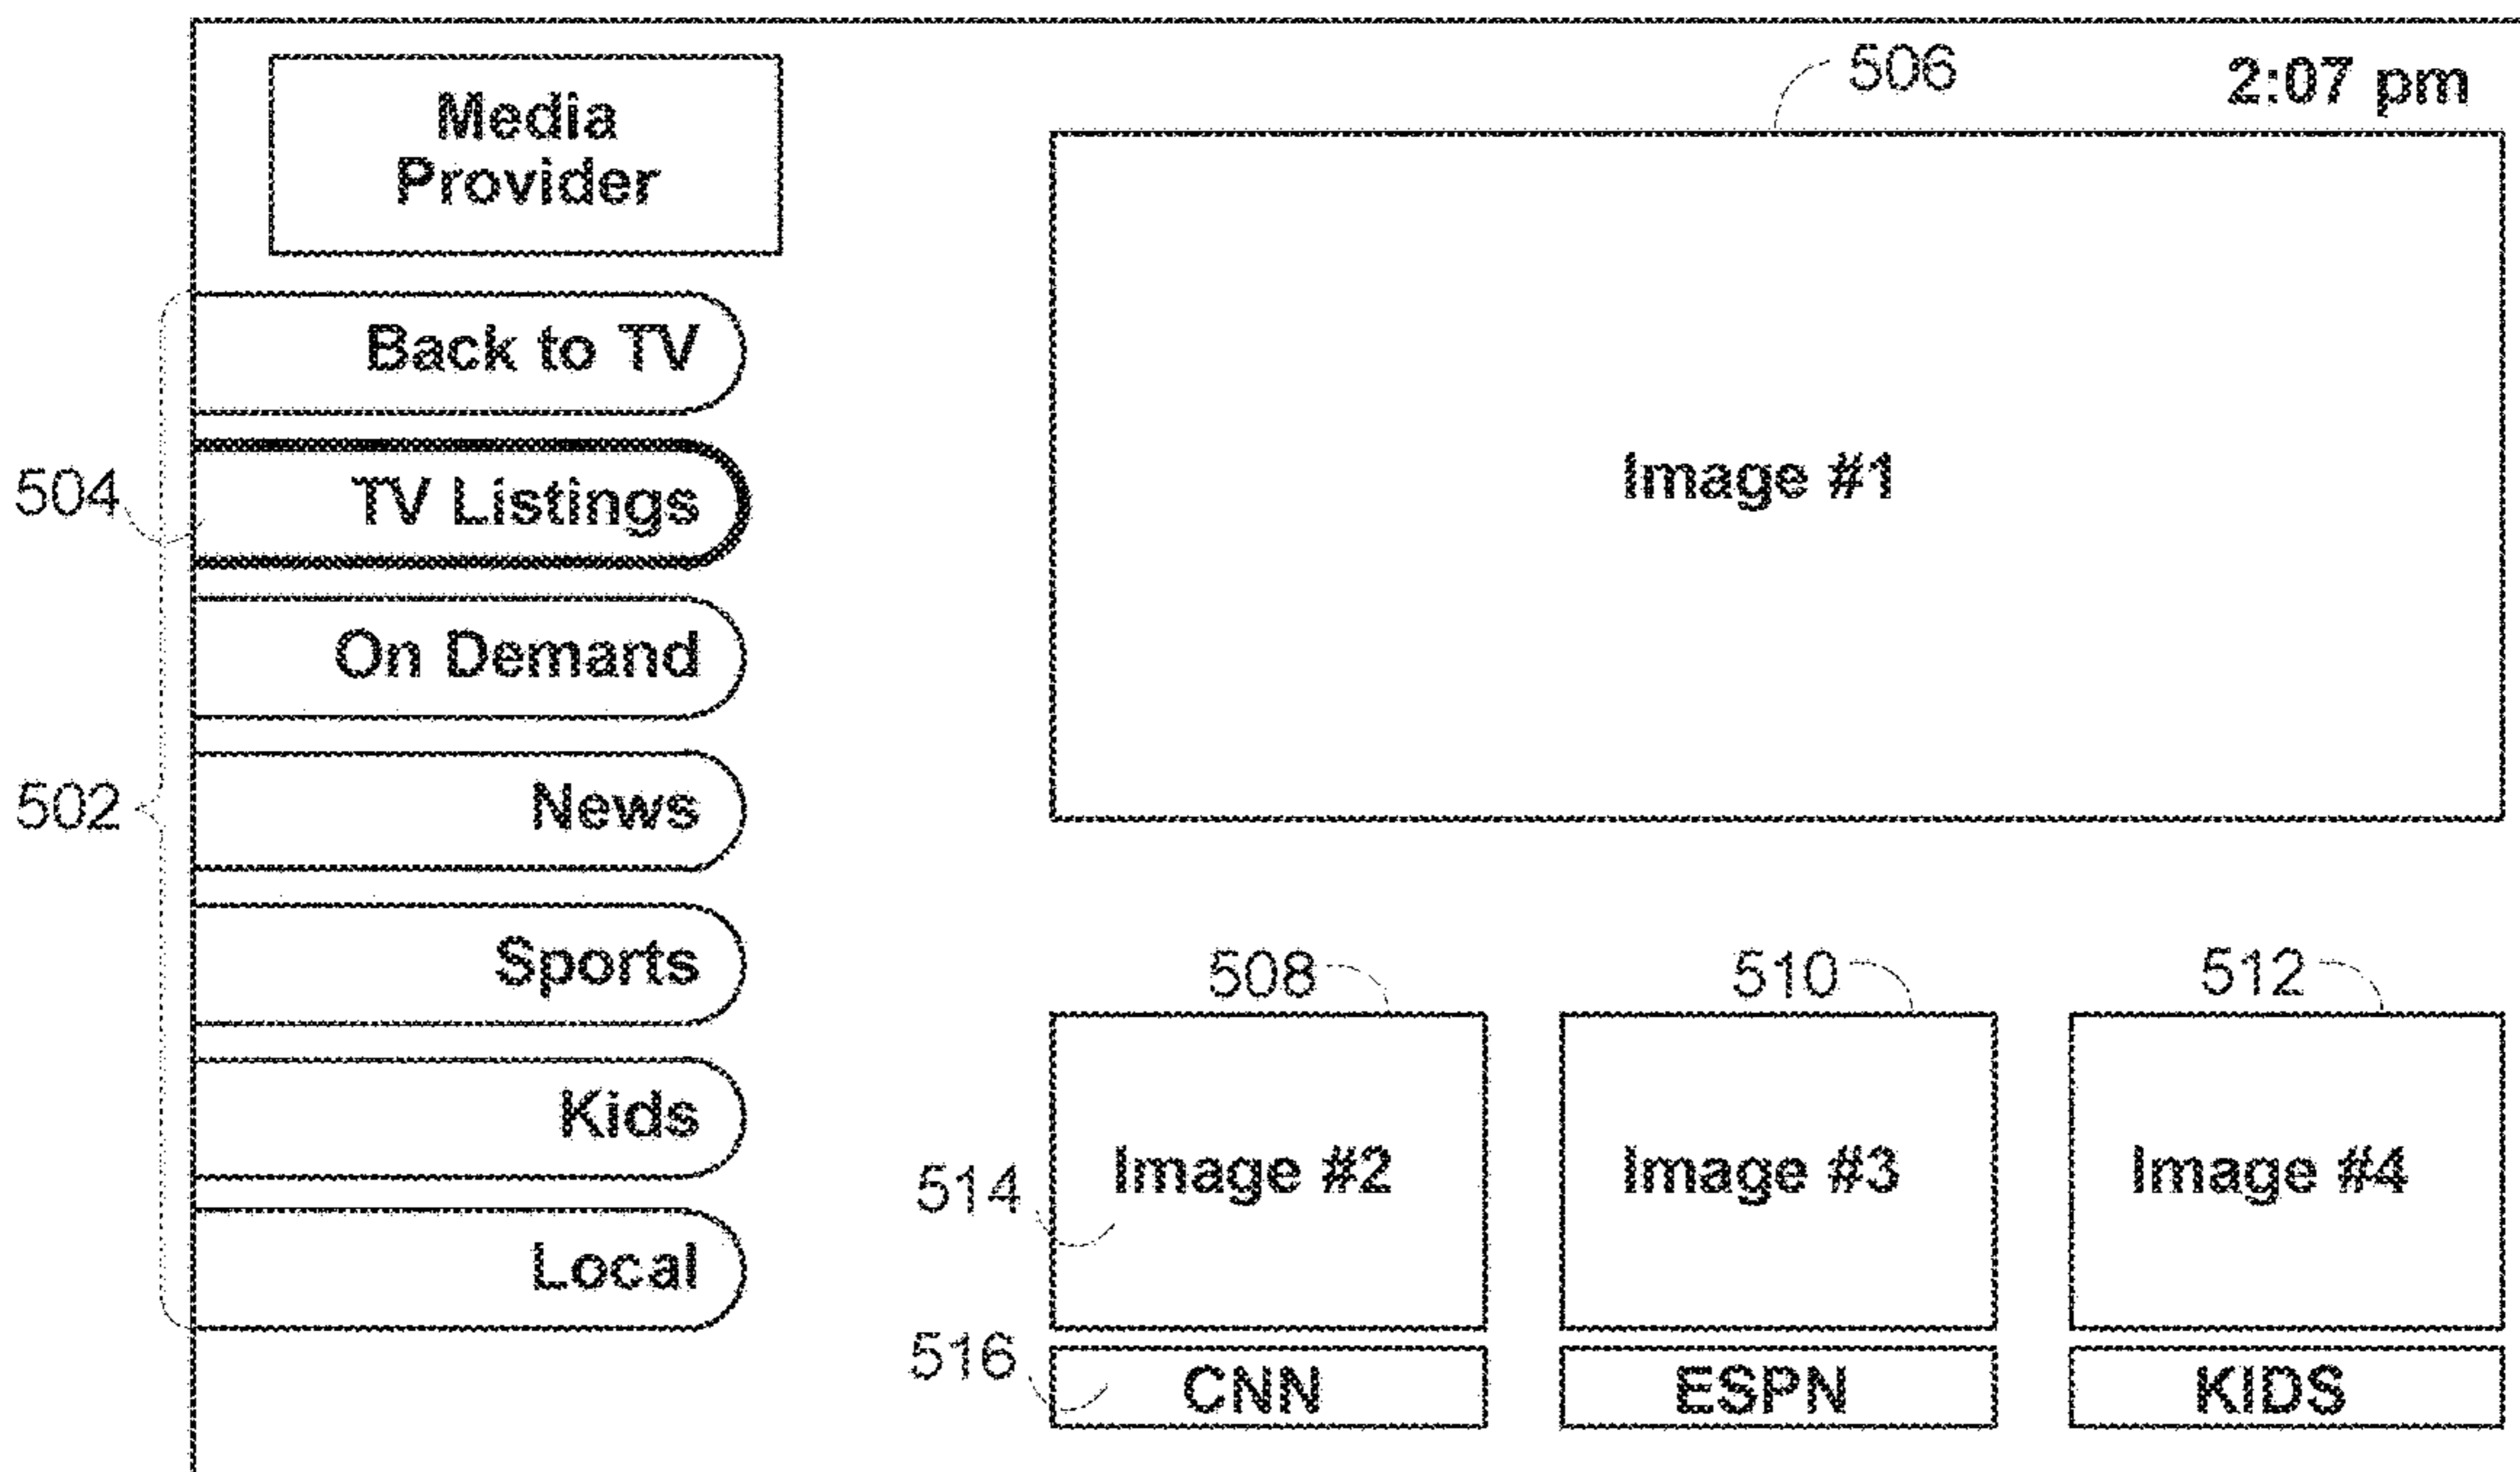 Media
Provider
506
2:07 pm
Back to TV
504
TV Listings
Image #1
On Demand
502
News
Sports
508
510
512
Kids
514
Image #2
Image #3
Image #4
Local
516
CNN
ESPN
KIDS